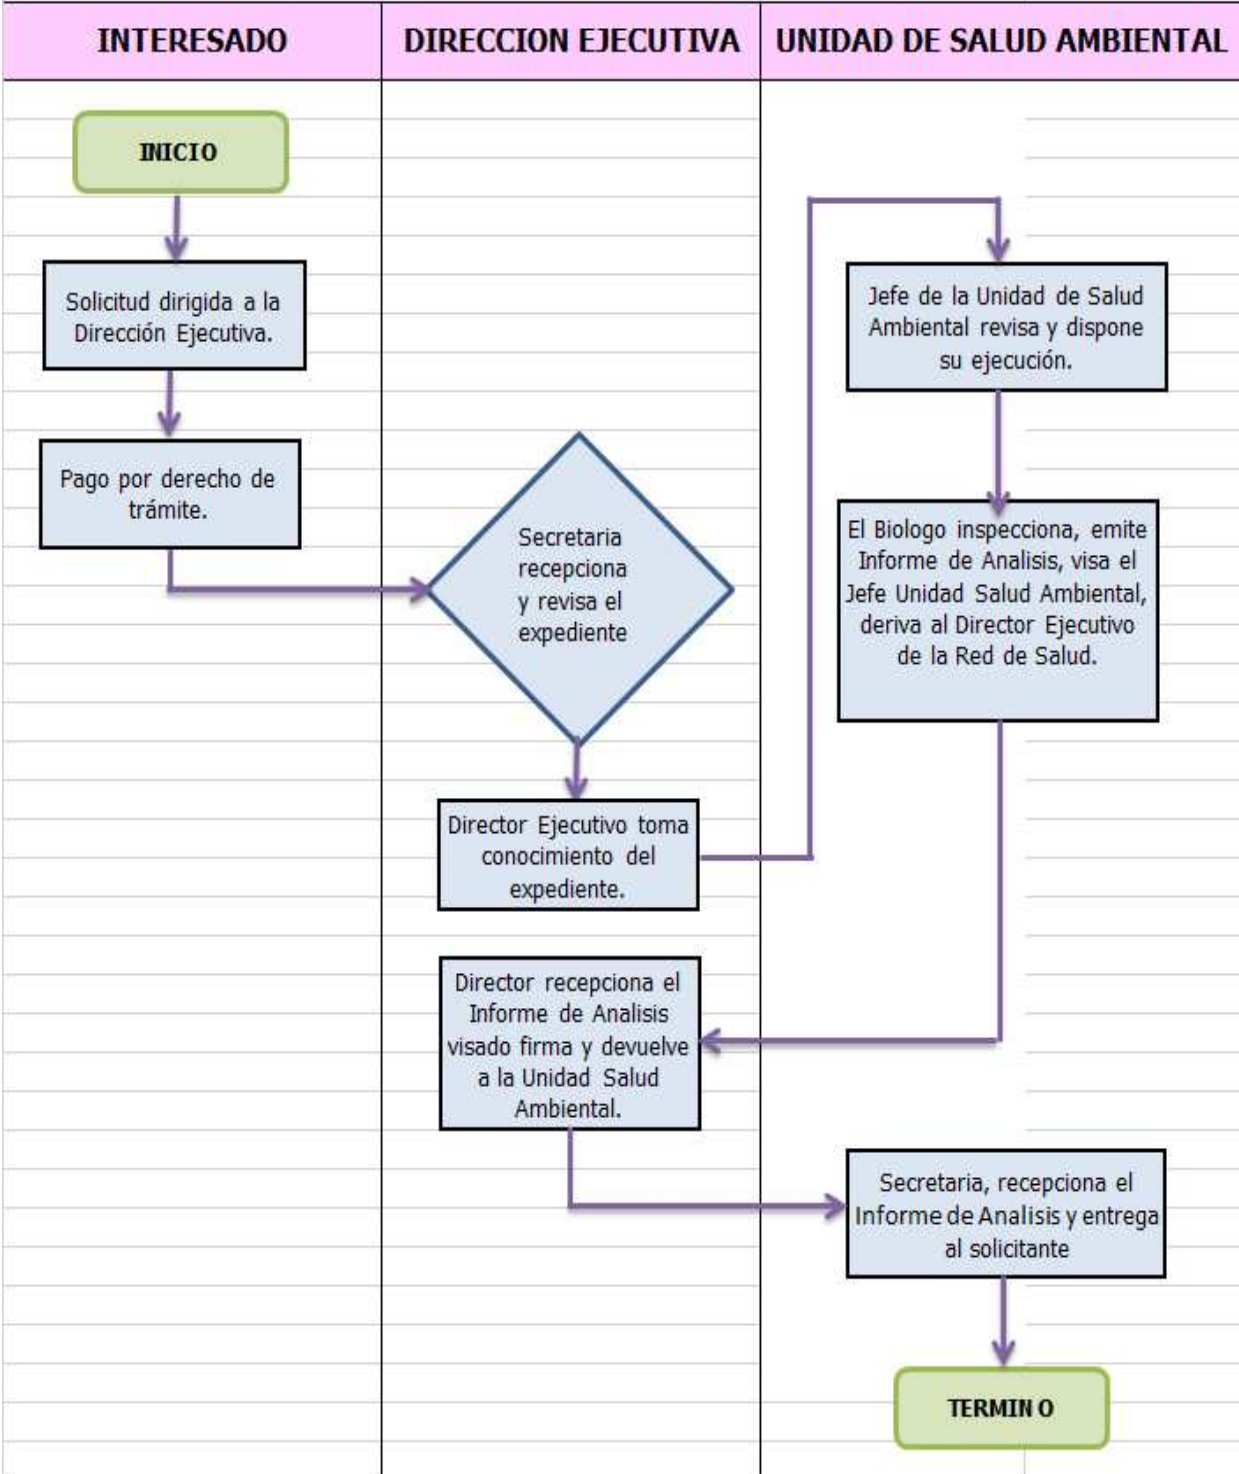 INTERESADO
DIRECCION EJECUTIVA
UNIDAD DE SALUD AMBIENTAL
INICIO
Solicitud dirigida a la
Dirección Ejecutiva.
Pago por derecho de
trámite.
Secretaria
recepciona
y revisa el
expediente
Director Ejecutivo toma
conocimiento del
expediente.
Jefe de la Unidad de Salud
Ambiental revisa y dispone
su ejecución.
El Biologo inspecciona, emite
Informe de Analisis, visa el
Jefe Unidad Salud Ambiental,
deriva al Director Ejecutivo
de la Red de Salud.
Director recepciona el
Informe de Analisis
visado firma y devuelve
a la Unidad Salud
Ambiental.
Secretaria, recepciona el
Informe de Analisis y entrega
al solicitante
TERMINO